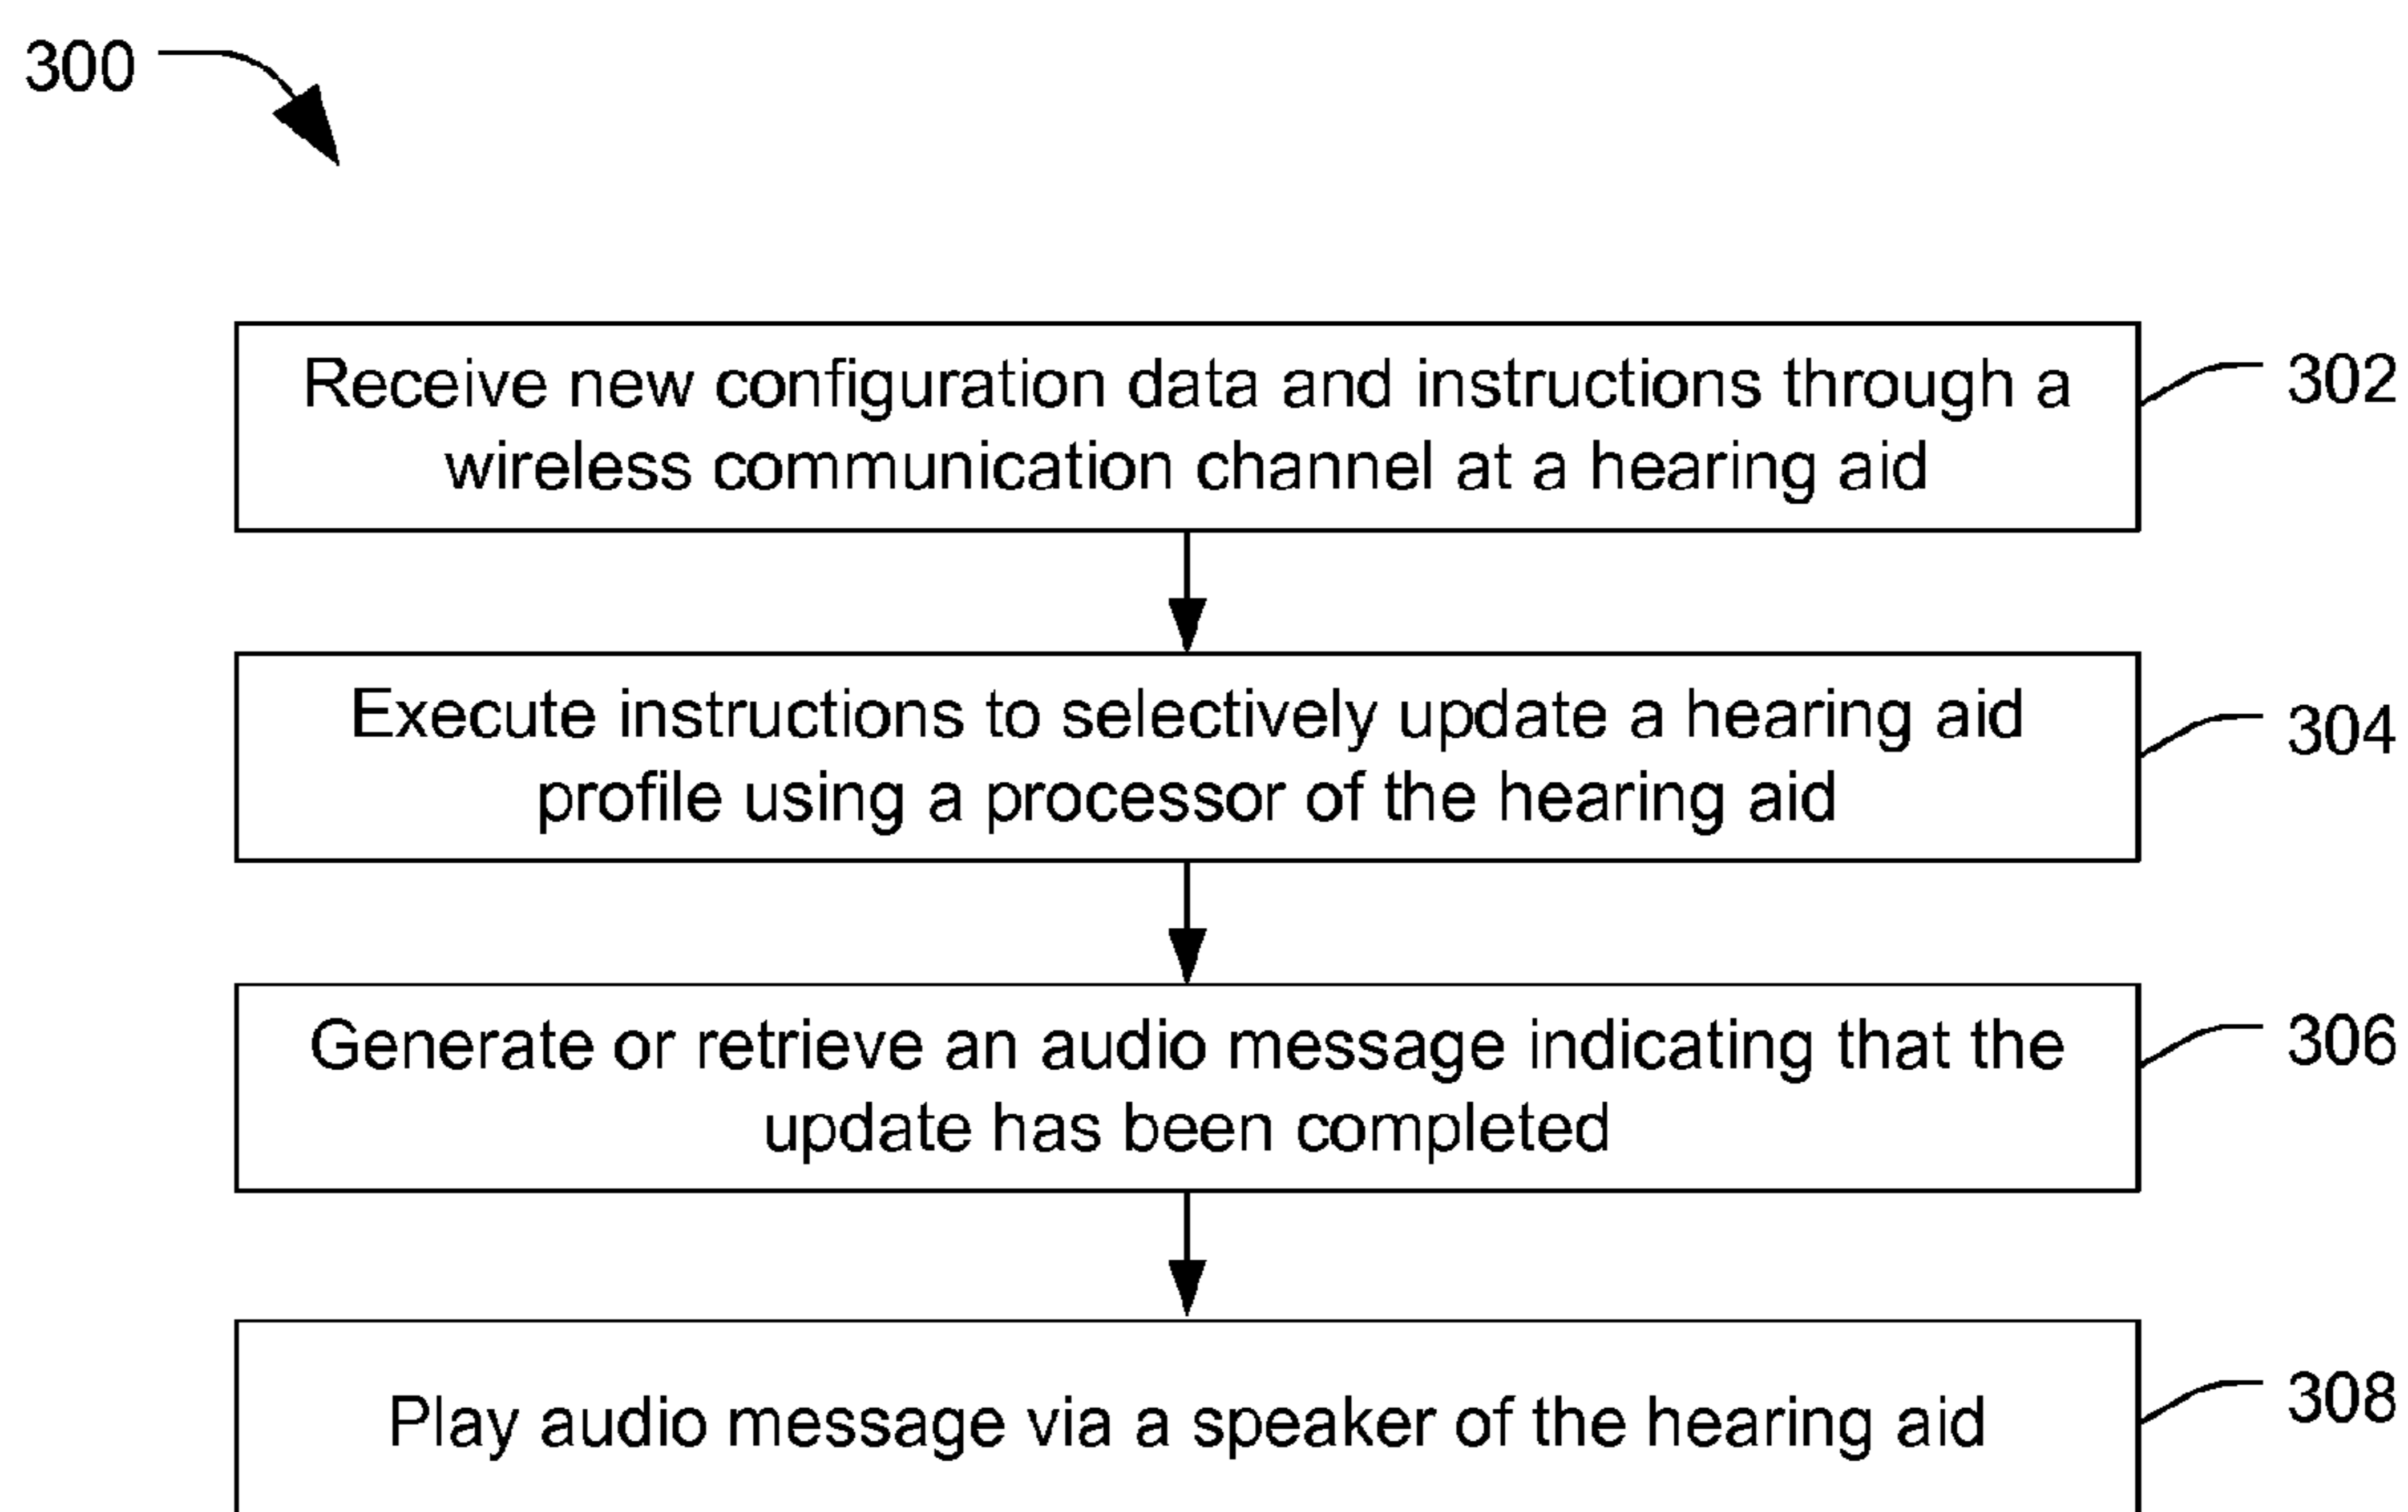 300
Receive new configuration data and instructions through a
wireless communication channel at a hearing aid
302
Execute instructions to selectively update a hearing aid
profile using a processor of the hearing aid
304
Generate or retrieve an audio message indicating that the
update has been completed
306
Play audio message via a speaker of the hearing aid
308